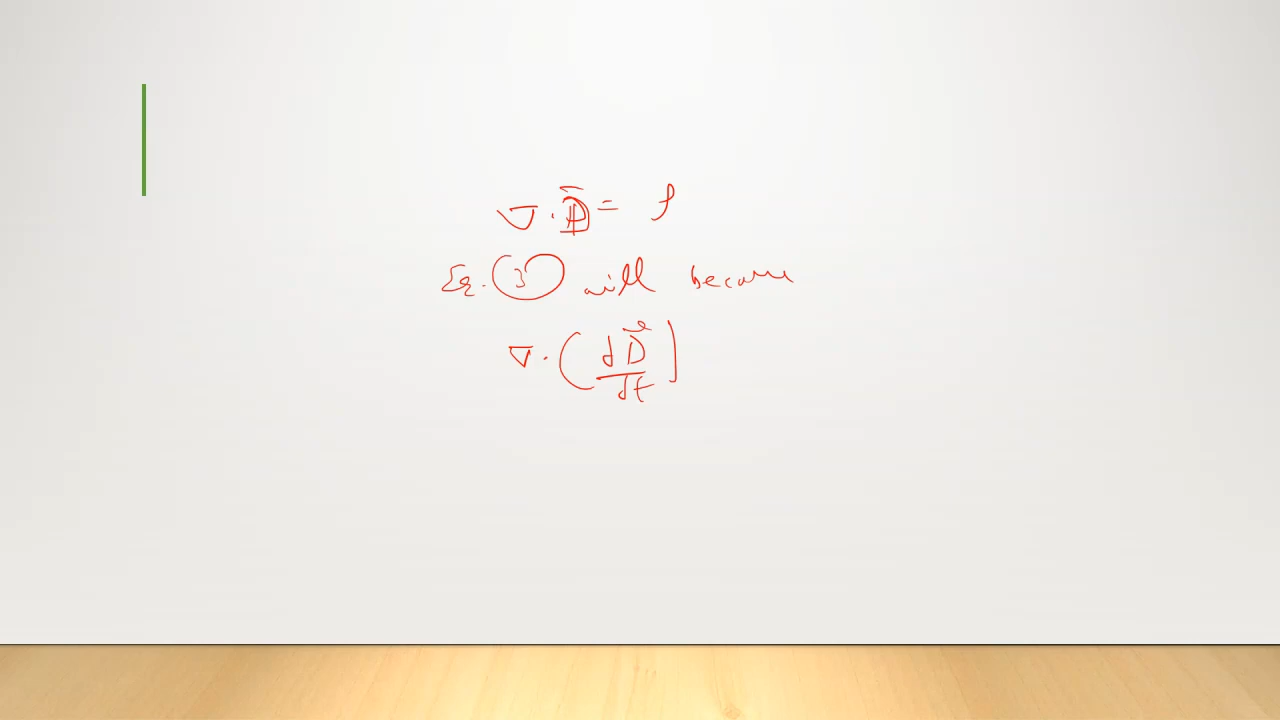 ∇ · D̄ = ρ
Eq. (3) will become
∇ · (dD⃗/dt)